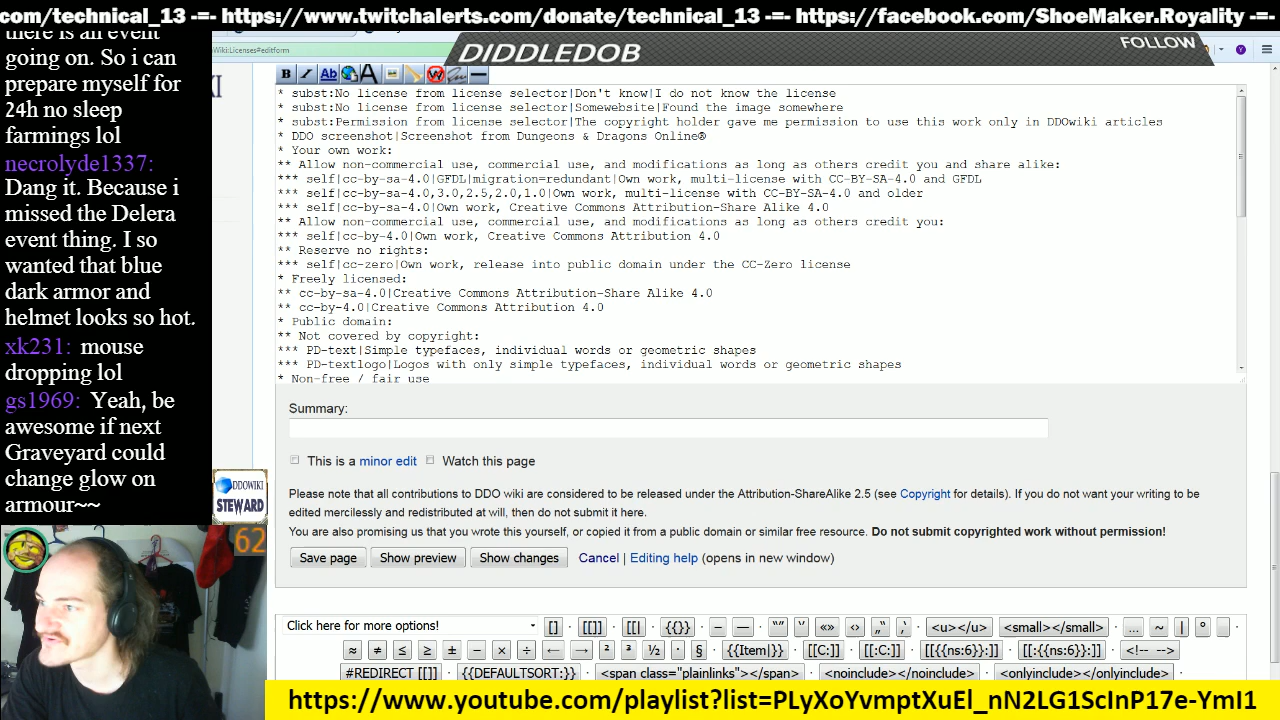 com/technical_13 -=- https://www.twitchalerts.com/donate/technical_13 -=- https://facebook.com/ShoeMaker.Royality -=-
there is an event
going on. So i can
prepare myself for
24h no sleep
farmings lol
necrolyde1337:
Dang it. Because i
missed the Delera
event thing. I so
wanted that blue
dark armor and
helmet looks so hot.
xk231: mouse
dropping lol
gs1969: Yeah, be
awesome if next
Graveyard could
change glow on
armour~~
Wiki:Licenses#editform
DIDDLEDOB
FOLLOW
B I Ab A W
* subst:No license from license selector|Don't know|I do not know the license
* subst:No license from license selector|Somewebsite|Found the image somewhere
* subst:Permission from license selector|The copyright holder gave me permission to use this work only in DDOwiki articles
* DDO screenshot|Screenshot from Dungeons & Dragons Online®
* Your own work:
** Allow non-commercial use, commercial use, and modifications as long as others credit you and share alike:
*** self|cc-by-sa-4.0|GFDL|migration=redundant|Own work, multi-license with CC-BY-SA-4.0 and GFDL
*** self|cc-by-sa-4.0,3.0,2.5,2.0,1.0|Own work, multi-license with CC-BY-SA-4.0 and older
*** self|cc-by-sa-4.0|Own work, Creative Commons Attribution-Share Alike 4.0
** Allow non-commercial use, commercial use, and modifications as long as others credit you:
*** self|cc-by-4.0|Own work, Creative Commons Attribution 4.0
** Reserve no rights:
*** self|cc-zero|Own work, release into public domain under the CC-Zero license
* Freely licensed:
** cc-by-sa-4.0|Creative Commons Attribution-Share Alike 4.0
** cc-by-4.0|Creative Commons Attribution 4.0
* Public domain:
** Not covered by copyright:
*** PD-text|Simple typefaces, individual words or geometric shapes
*** PD-textlogo|Logos with only simple typefaces, individual words or geometric shapes
* Non-free / fair use
Summary:
This is a minor edit Watch this page
Please note that all contributions to DDO wiki are considered to be released under the Attribution-ShareAlike 2.5 (see Copyright for details). If you do not want your writing to be
edited mercilessly and redistributed at will, then do not submit it here.
You are also promising us that you wrote this yourself, or copied it from a public domain or similar free resource. Do not submit copyrighted work without permission!
Save page Show preview Show changes Cancel | Editing help (opens in new window)
DDOWIKI
STEWARD
62
Click here for more options! [] · [[]] · [[| · {{}} · – · — · “” · ‘’ · «» · ‹› · „“ · ‚‘ · <u></u> · <small></small> · … · ~ · | · ° ·
≈ · ≠ · ≤ · ≥ · ± · − · × · ÷ · ← · → · ² · ³ · ½ · · · § · {{Item|}} · [[C:]] · [[:C:]] · [[{{ns:6}}:]] · [[:{{ns:6}}:]] · <!-- --> ·
#REDIRECT [[]] · {{DEFAULTSORT:}} · <span class="plainlinks"></span> · <noinclude></noinclude> · <onlyinclude></onlyinclude>
https://www.youtube.com/playlist?list=PLyXoYvmptXuEl_nN2LG1ScInP17e-YmI1